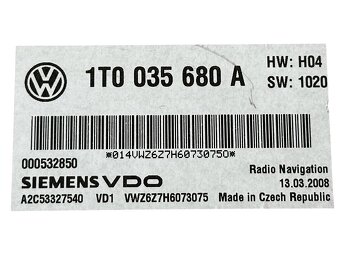 1T0 035 680 A
HW: H04
SW: 1020
*014VWZ6Z7H6073075O*
000532850
Radio Navigation
SIEMENS VDO
13.03.2008
A2C53327540 VD1 VWZ6Z7H6073075
Made in Czech Republic